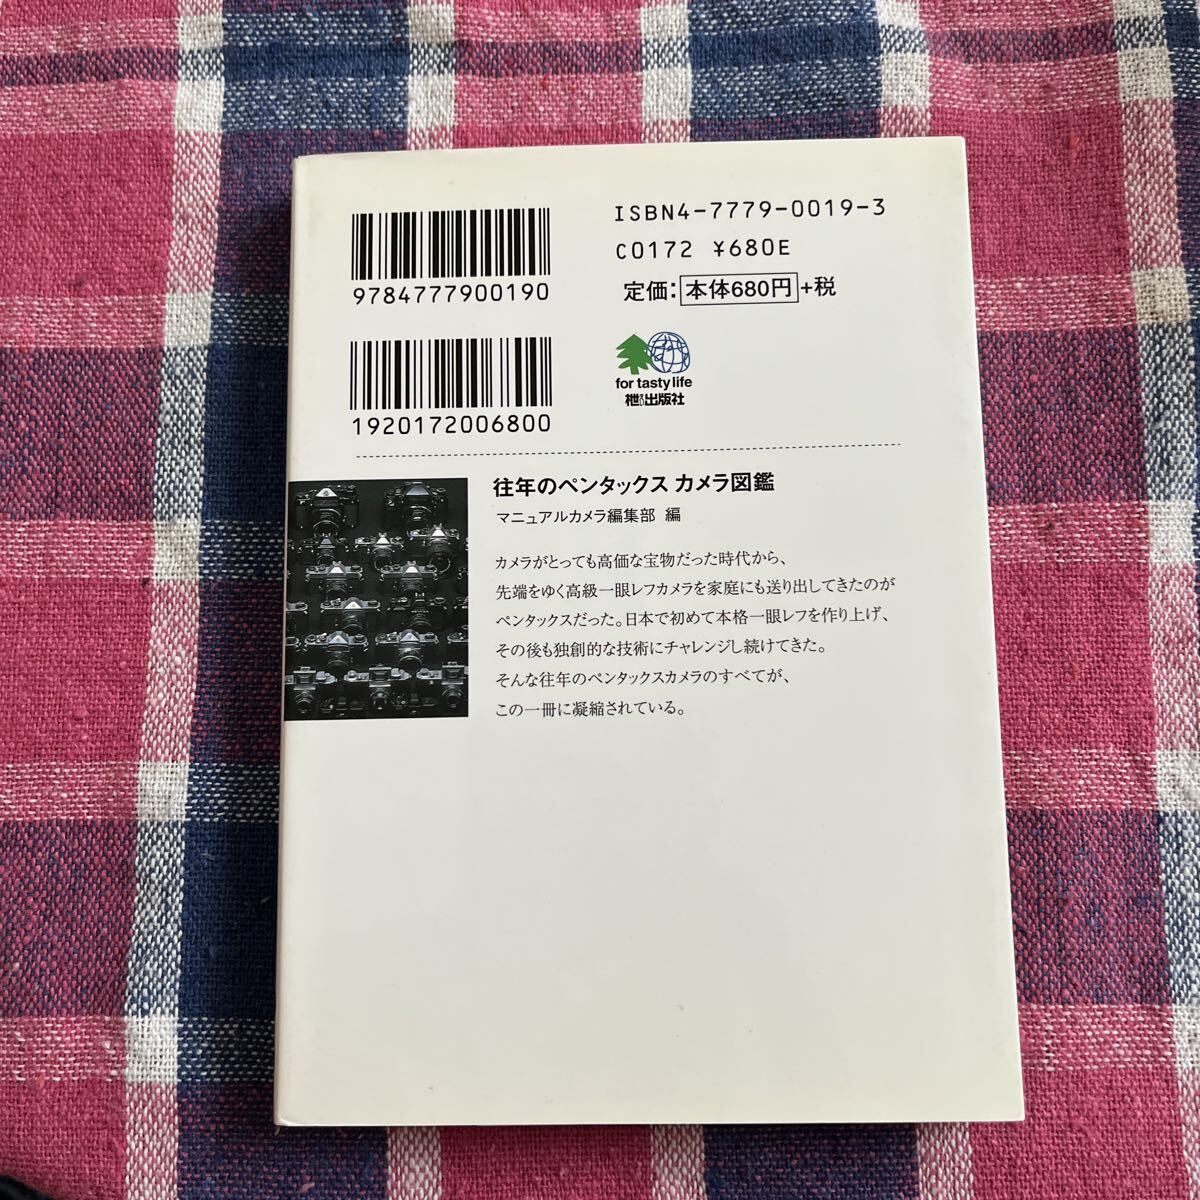 9784777900190
ISBN4-7779-0019-3
C0172 ¥680E
定価: 本体680円 +税
1920172006800
for tasty life
枻出版社
往年のペンタックス カメラ図鑑
マニュアルカメラ編集部 編
カメラがとっても高価な宝物だった時代から、
先端をゆく高級一眼レフカメラを家庭にも送り出してきたのが
ペンタックスだった。日本で初めて本格一眼レフを作り上げ、
その後も独創的な技術にチャレンジし続けてきた。
そんな往年のペンタックスカメラのすべてが、
この一冊に凝縮されている。